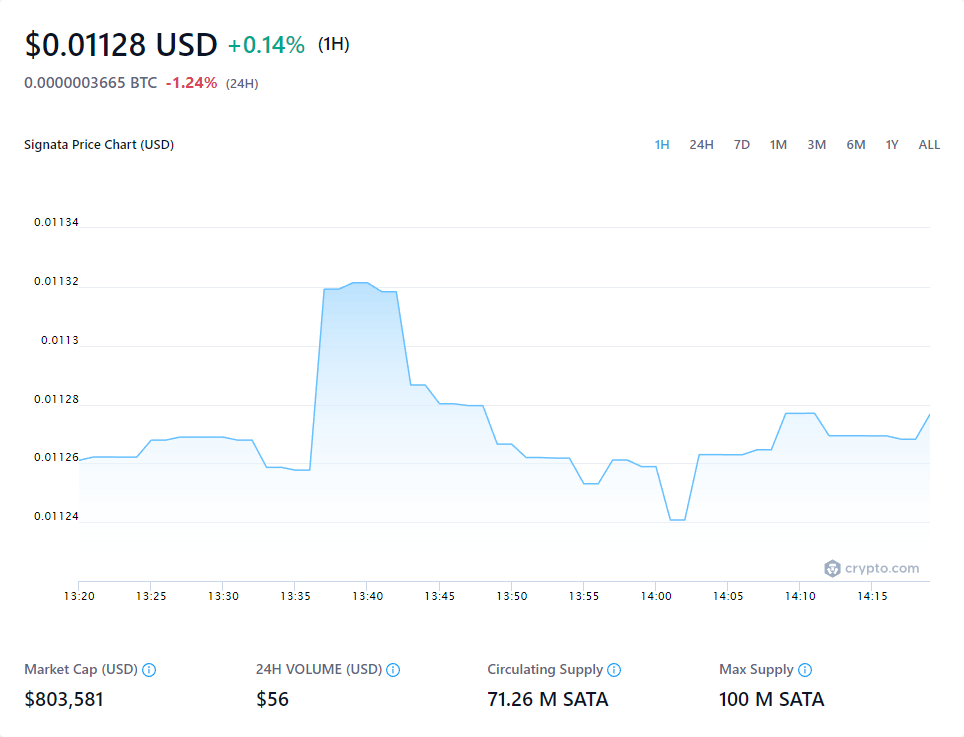 $0.01128 USD +0.14% (1H)
0.0000003665 BTC -1.24% (24H)
Signata Price Chart (USD)
1H 24H 7D 1M 3M 6M 1Y ALL
0.01134
0.01132
0.0113
0.01128
0.01126
0.01124
crypto.com
13:20 13:25 13:30 13:35 13:40 13:45 13:50 13:55 14:00 14:05 14:10 14:15
Market Cap (USD) 24H VOLUME (USD) Circulating Supply Max Supply
$803,581 $56 71.26 M SATA 100 M SATA